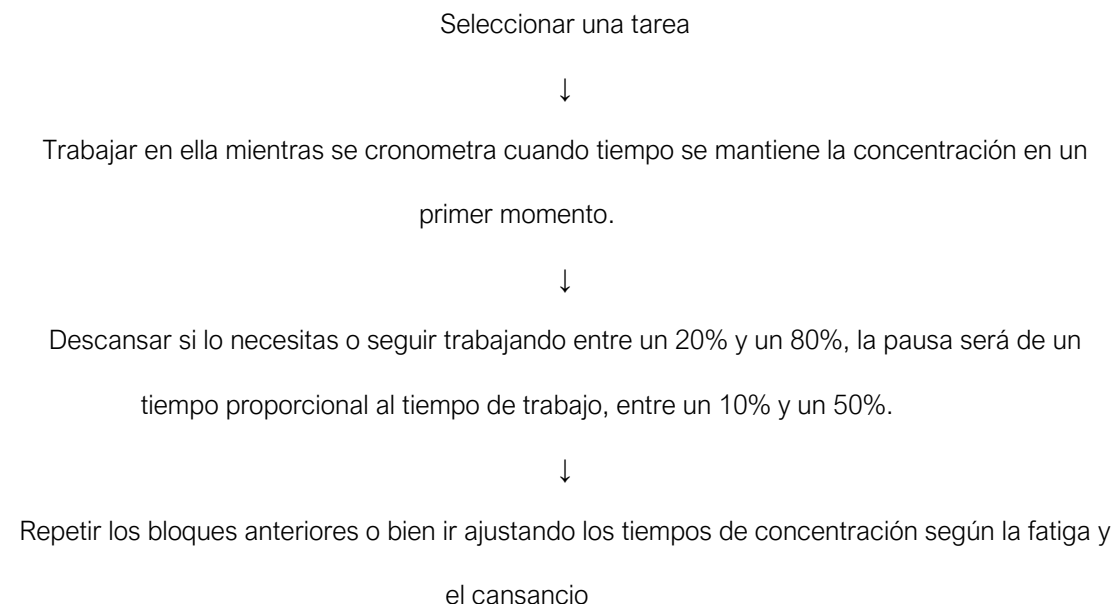 Seleccionar una tarea
↓
Trabajar en ella mientras se cronometra cuando tiempo se mantiene la concentración en un
primer momento.
↓
Descansar si lo necesitas o seguir trabajando entre un 20% y un 80%, la pausa será de un
tiempo proporcional al tiempo de trabajo, entre un 10% y un 50%.
↓
Repetir los bloques anteriores o bien ir ajustando los tiempos de concentración según la fatiga y
el cansancio